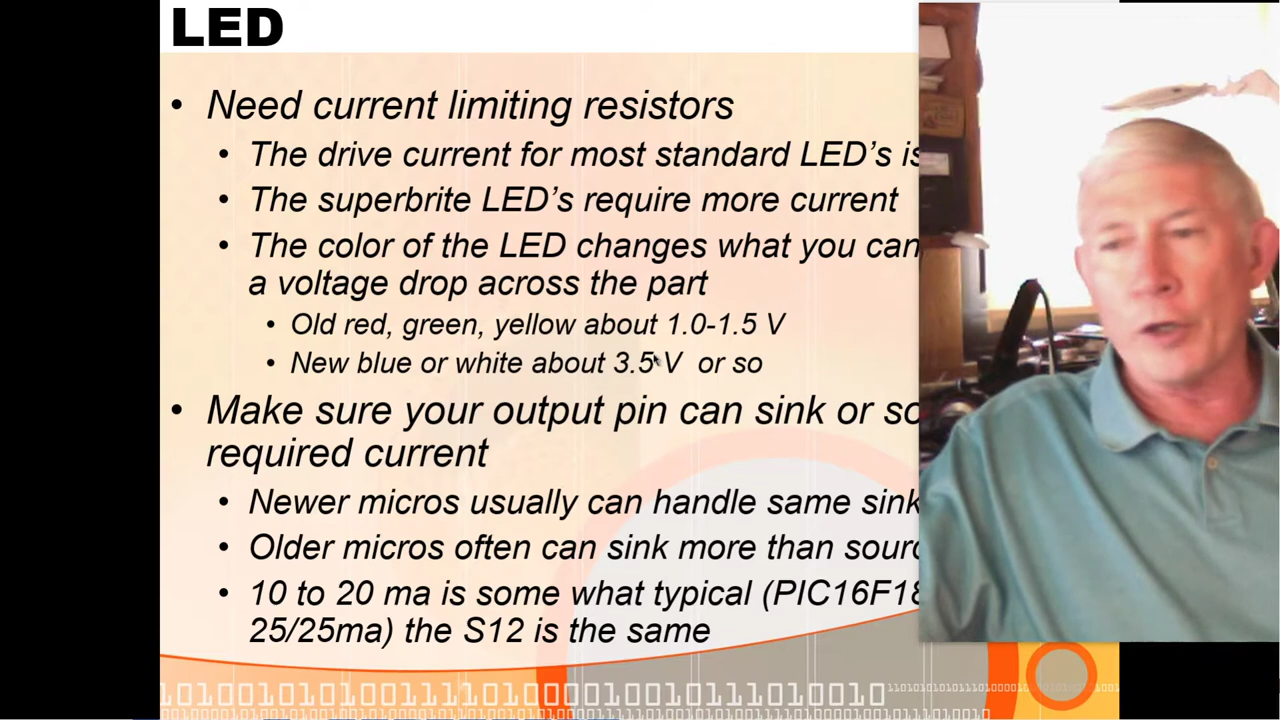 LED
• Need current limiting resistors
• The drive current for most standard LED's is
• The superbrite LED's require more current
• The color of the LED changes what you can
a voltage drop across the part
• Old red, green, yellow about 1.0-1.5 V
• New blue or white about 3.5 V or so
• Make sure your output pin can sink or so
required current
• Newer micros usually can handle same sink
• Older micros often can sink more than sourc
• 10 to 20 ma is some what typical (PIC16F18
25/25ma) the S12 is the same